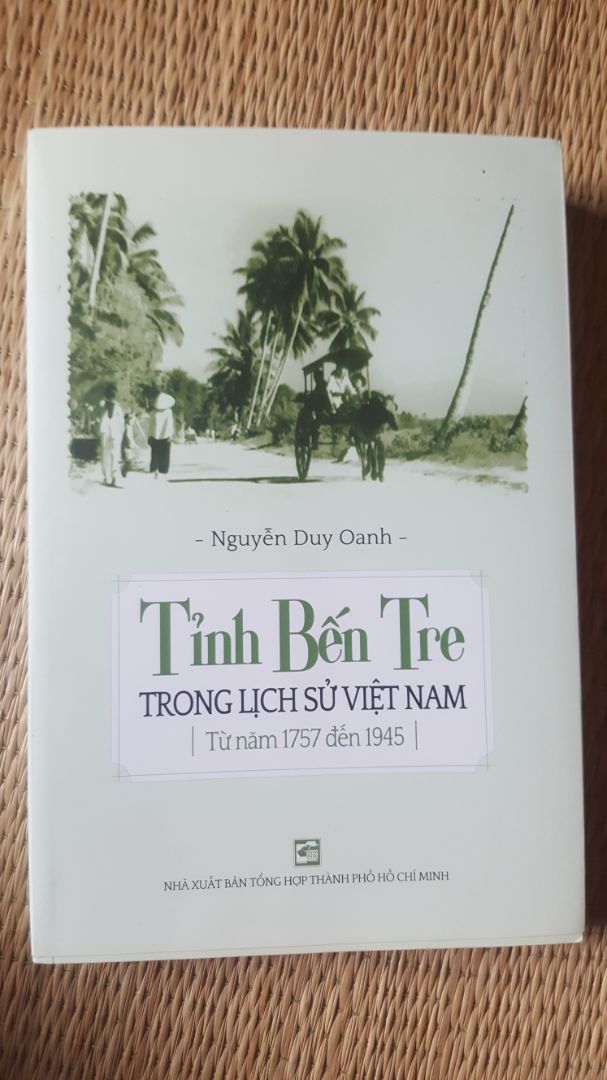 - Nguyễn Duy Oanh -
Tỉnh Bến Tre
TRONG LỊCH SỬ VIỆT NAM
| Từ năm 1757 đến 1945 |
NHÀ XUẤT BẢN TỔNG HỢP THÀNH PHỐ HỒ CHÍ MINH